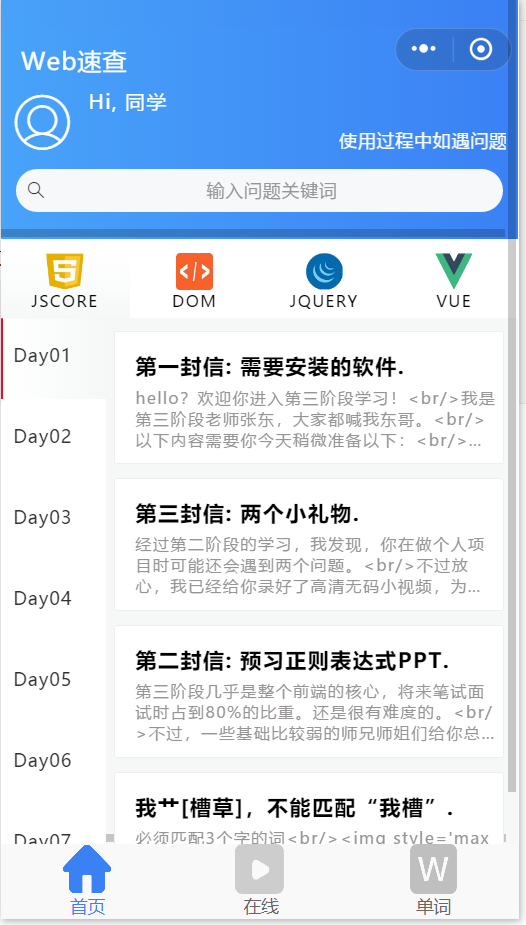 Web速查
Hi, 同学
使用过程中如遇问题
输入问题关键词
JSCORE
DOM
JQUERY
VUE
Day01
Day02
Day03
Day04
Day05
Day06
Day07
第一封信: 需要安装的软件.
hello？欢迎你进入第三阶段学习！<br/>我是
第三阶段老师张东，大家都喊我东哥。<br/>
以下内容需要你今天稍微准备以下：<br/>...
第三封信: 两个小礼物.
经过第二阶段的学习，我发现，你在做个人项
目时可能还会遇到两个问题。<br/>不过放
心，我已经给你录好了高清无码小视频，为...
第二封信: 预习正则表达式PPT.
第三阶段几乎是整个前端的核心，将来笔试面
试时占到80%的比重。还是很有难度的。<br/
>不过，一些基础比较弱的师兄师姐们给你总...
我艹[槽草]，不能匹配“我槽”.
必须匹配3个字的词<br/><img style='max
首页
W
在线
单词